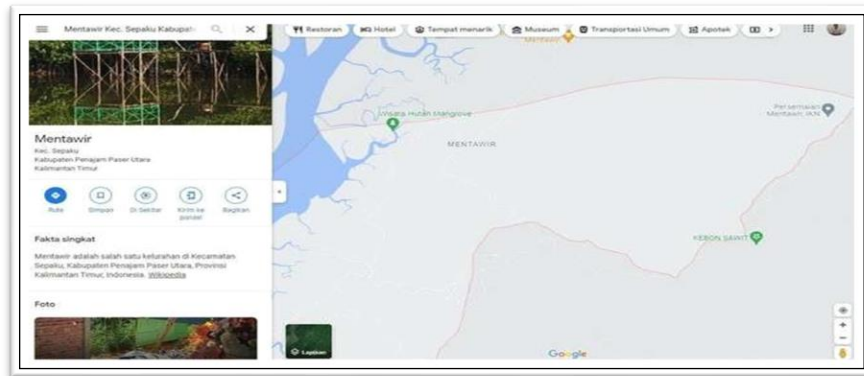 Mentawir Kec. Sepaku Kabupat
Restoran
Hotel
Tempat menarik
Museum
Transportasi Umum
Apotek
Mentawir
Kec. Sepaku
Kabupaten Penajam Paser Utara
Kalimantan Timur
Rute
Simpan
Di Sekitar
Kirim ke ponsel
Bagikan
Fakta singkat
Mentawir adalah salah satu kelurahan di Kecamatan
Sepaku, Kabupaten Penajam Paser Utara, Provinsi
Kalimantan Timur, Indonesia. Wikipedia
Foto
Mentawir
Wisata Hutan Mangrove
MENTAWIR
Persemaian
Mentawir, IKN
KEBON SAWIT
Lapisan
Google